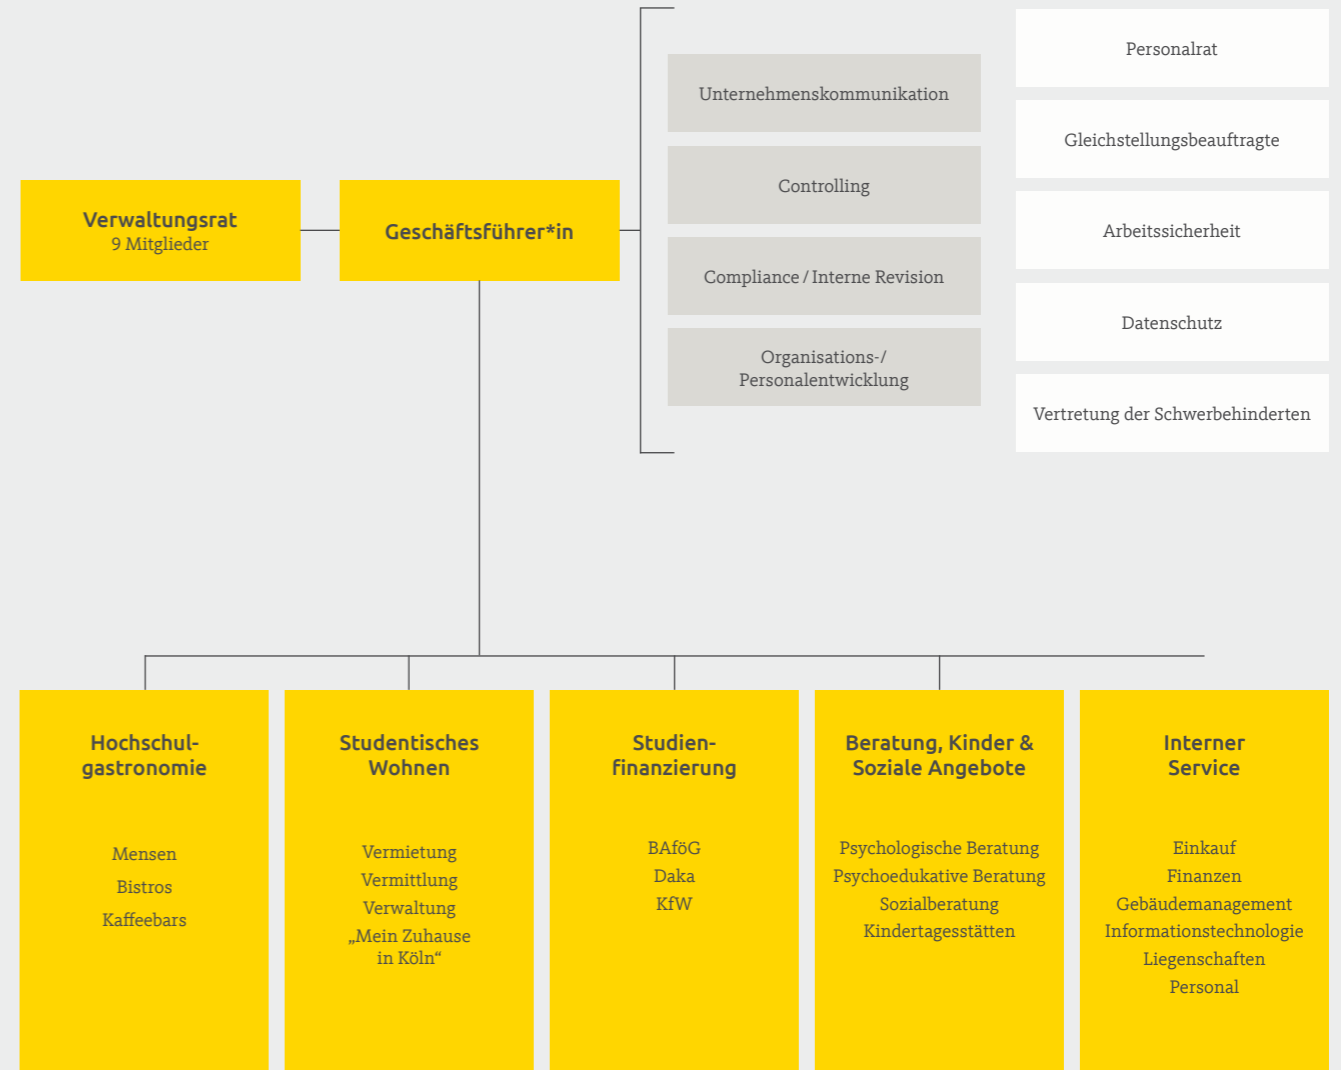 Verwaltungsrat
9 Mitglieder
Geschäftsführer*in
Unternehmenskommunikation
Controlling
Compliance / Interne Revision
Organisations-/
Personalentwicklung
Personalrat
Gleichstellungsbeauftragte
Arbeitssicherheit
Datenschutz
Vertretung der Schwerbehinderten
Hochschul-
gastronomie
Mensen
Bistros
Kaffeebars
Studentisches
Wohnen
Vermietung
Vermittlung
Verwaltung
„Mein Zuhause
in Köln“
Studien-
finanzierung
BAföG
Daka
KfW
Beratung, Kinder &
Soziale Angebote
Psychologische Beratung
Psychoedukative Beratung
Sozialberatung
Kindertagesstätten
Interner
Service
Einkauf
Finanzen
Gebäudemanagement
Informationstechnologie
Liegenschaften
Personal